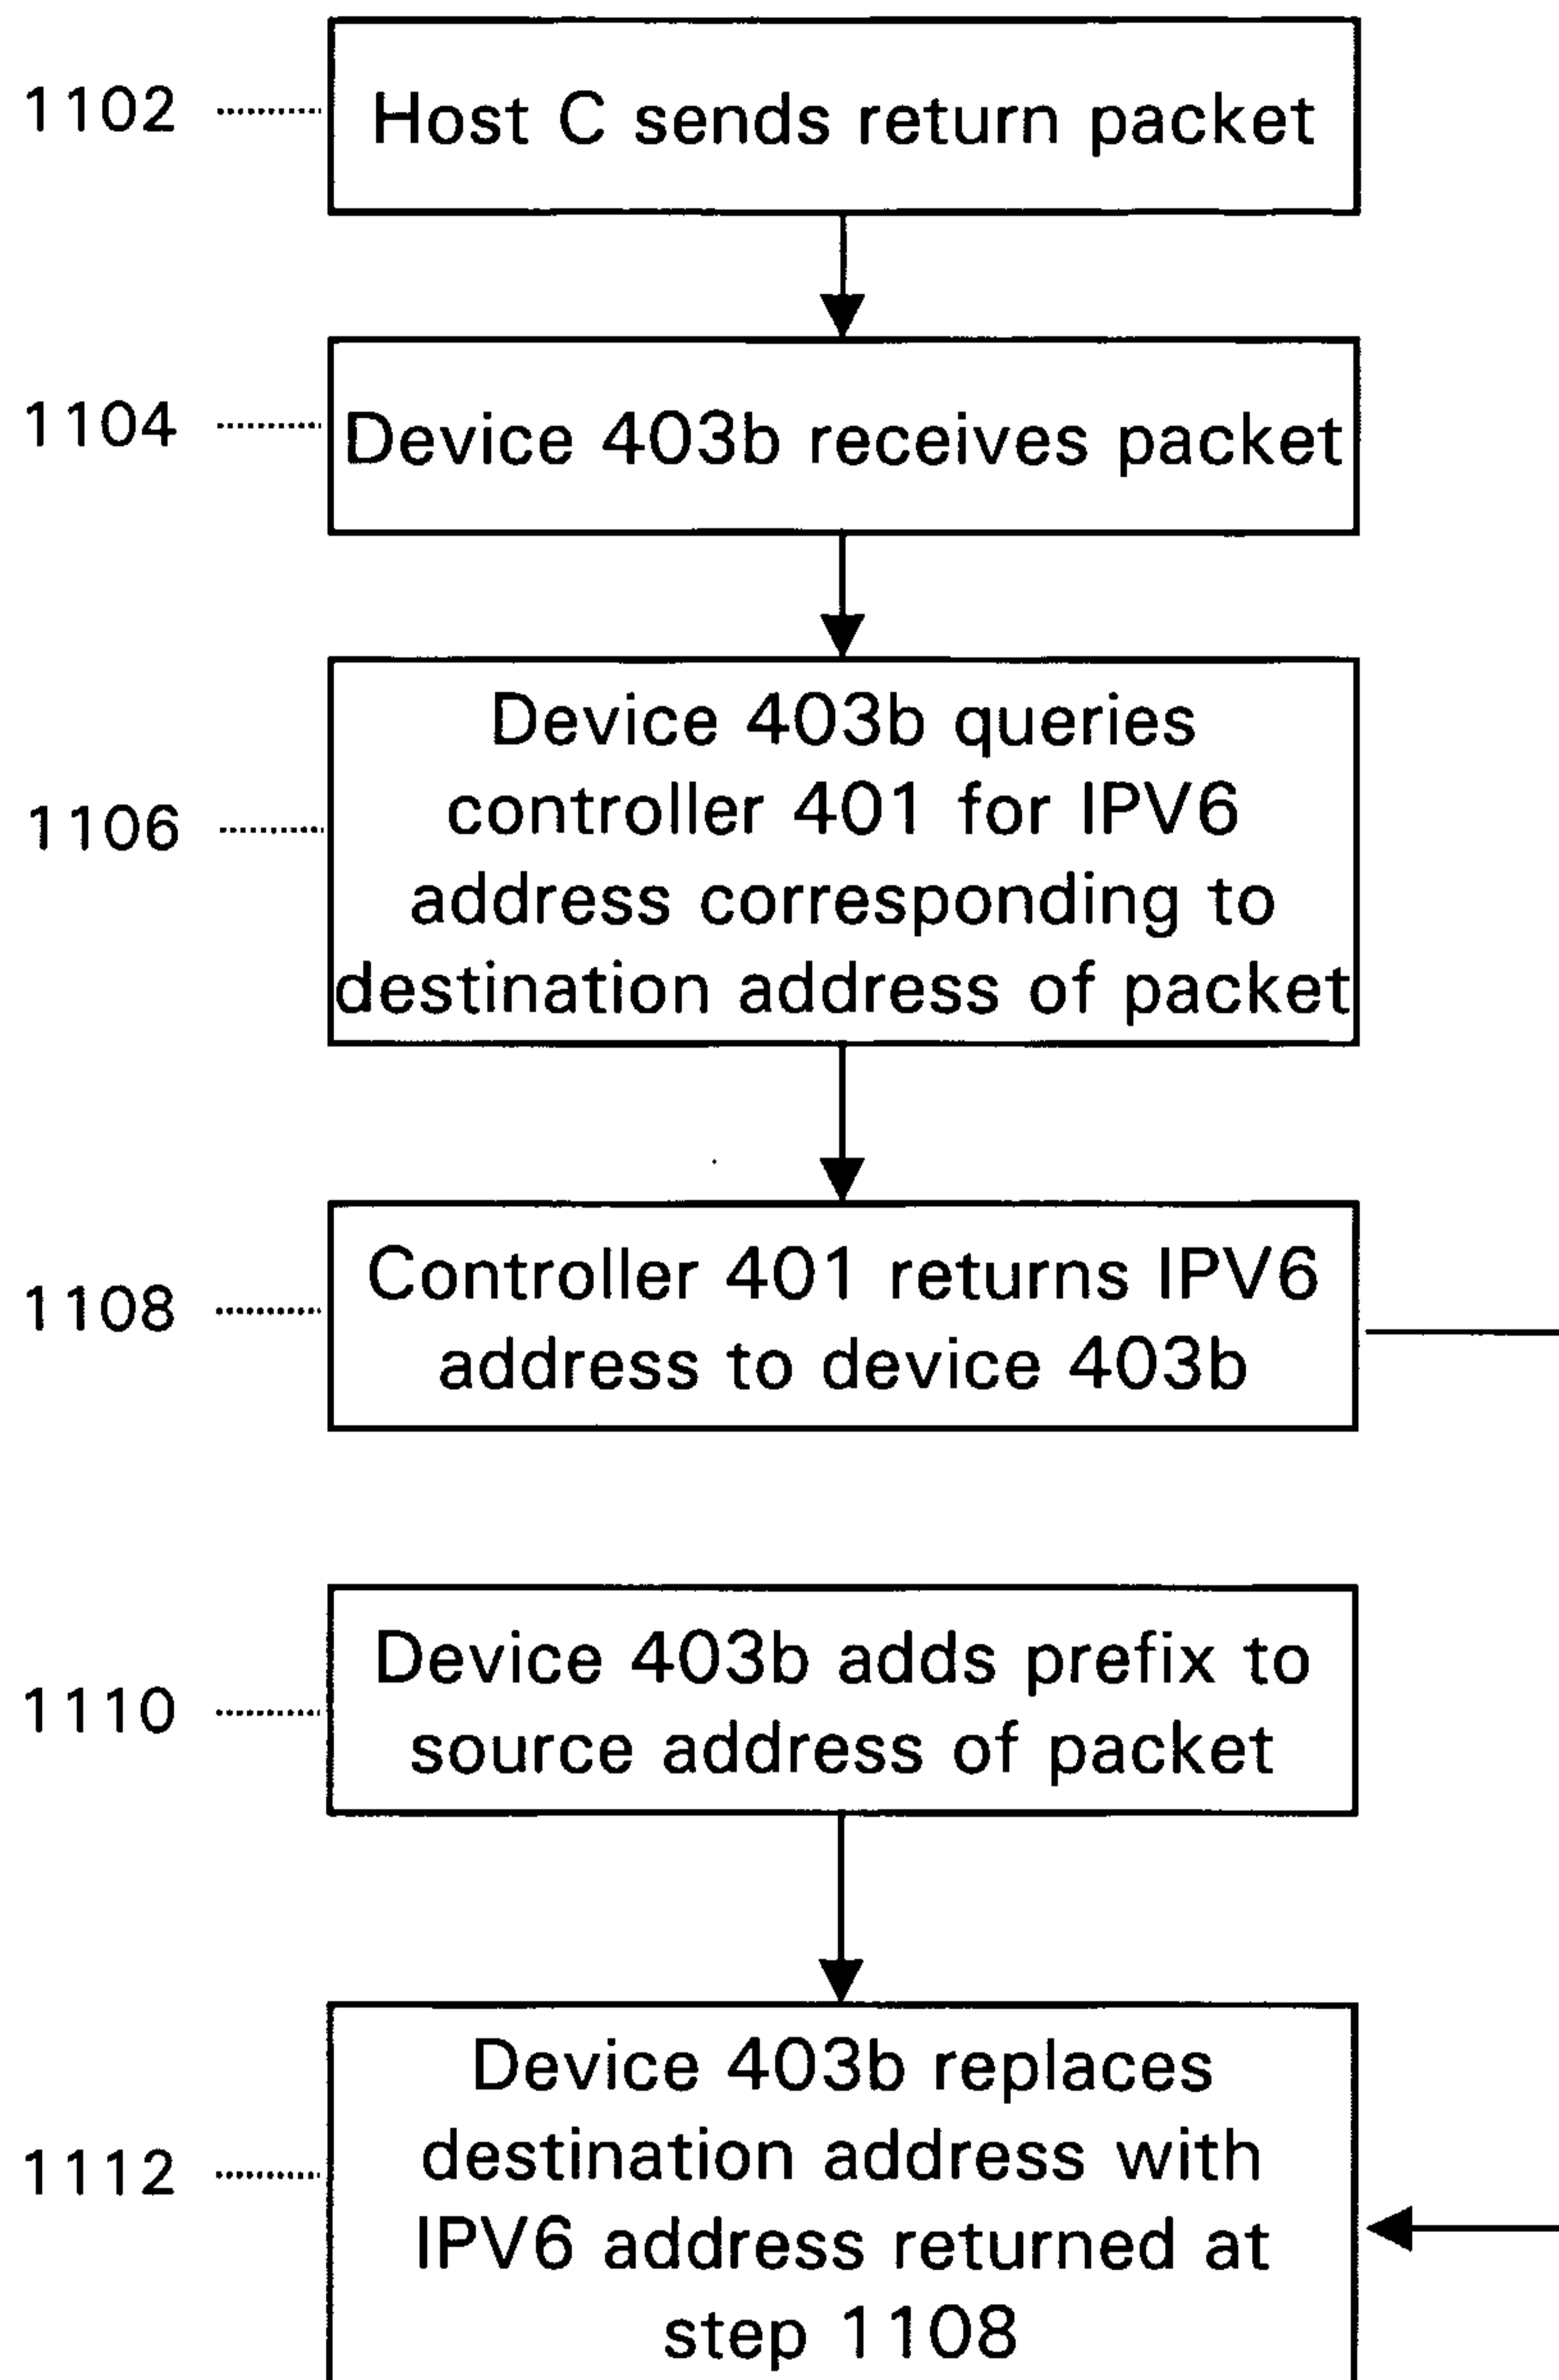 1102
Host C sends return packet
1104
Device 403b receives packet
1106
Device 403b queries
controller 401 for IPV6
address corresponding to
destination address of packet
1108
Controller 401 returns IPV6
address to device 403b
1110
Device 403b adds prefix to
source address of packet
1112
Device 403b replaces
destination address with
IPV6 address returned at
step 1108